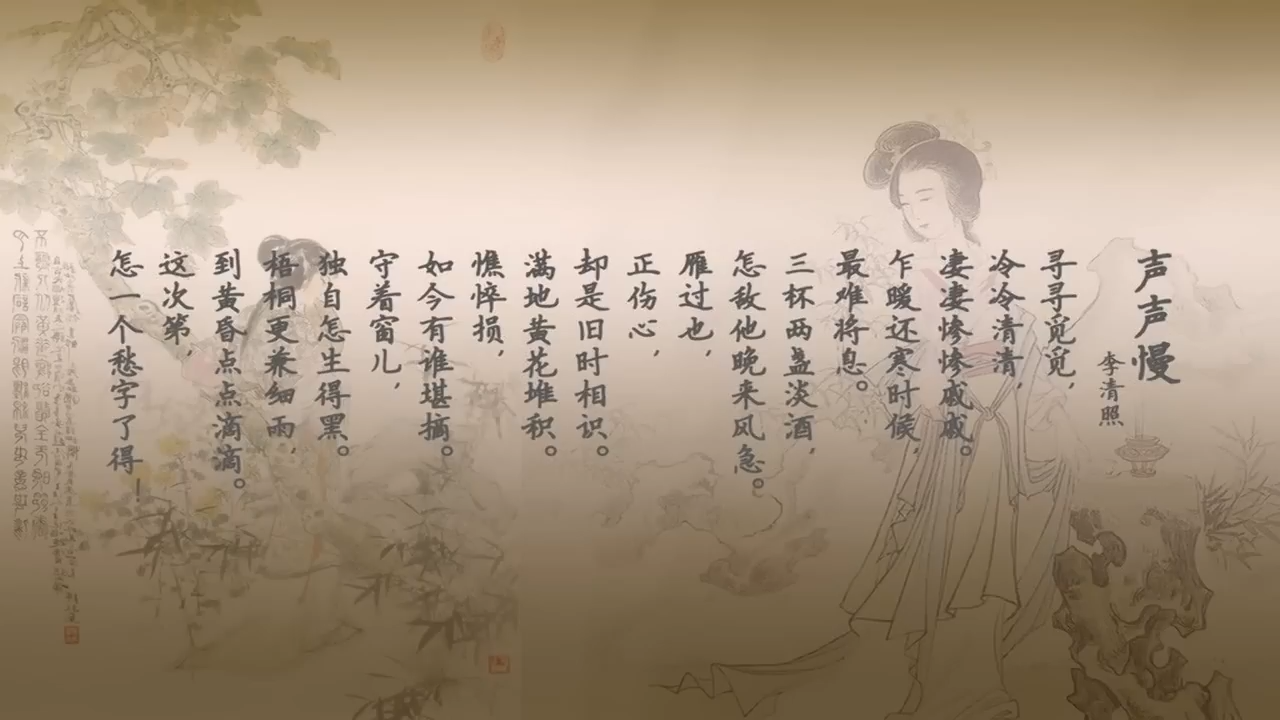 声声慢
李清照
寻寻觅觅，
冷冷清清，
凄凄惨惨戚戚。
乍暖还寒时候，
最难将息。
三杯两盏淡酒，
怎敌他晚来风急。
雁过也，
正伤心，
却是旧时相识。
满地黄花堆积。
憔悴损，
如今有谁堪摘。
守着窗儿，
独自怎生得黑。
梧桐更兼细雨，
到黄昏点点滴滴。
这次第，
怎一个愁字了得！